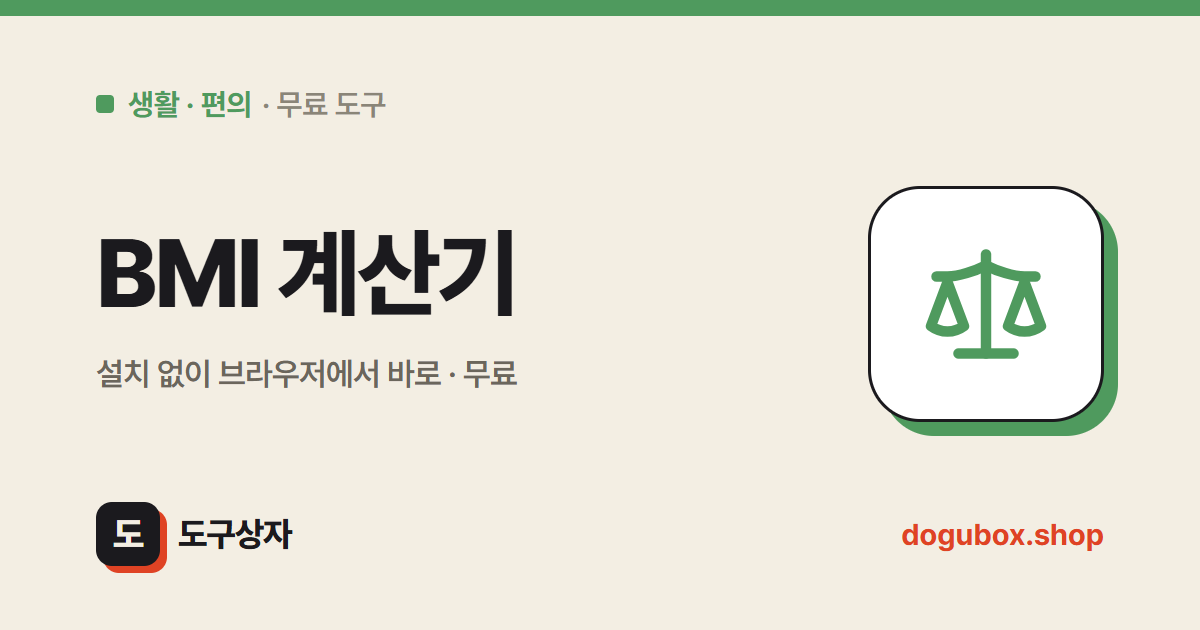 생활 · 편의 · 무료 도구
BMI 계산기
설치 없이 브라우저에서 바로 · 무료
도 도구상자
dogubox.shop